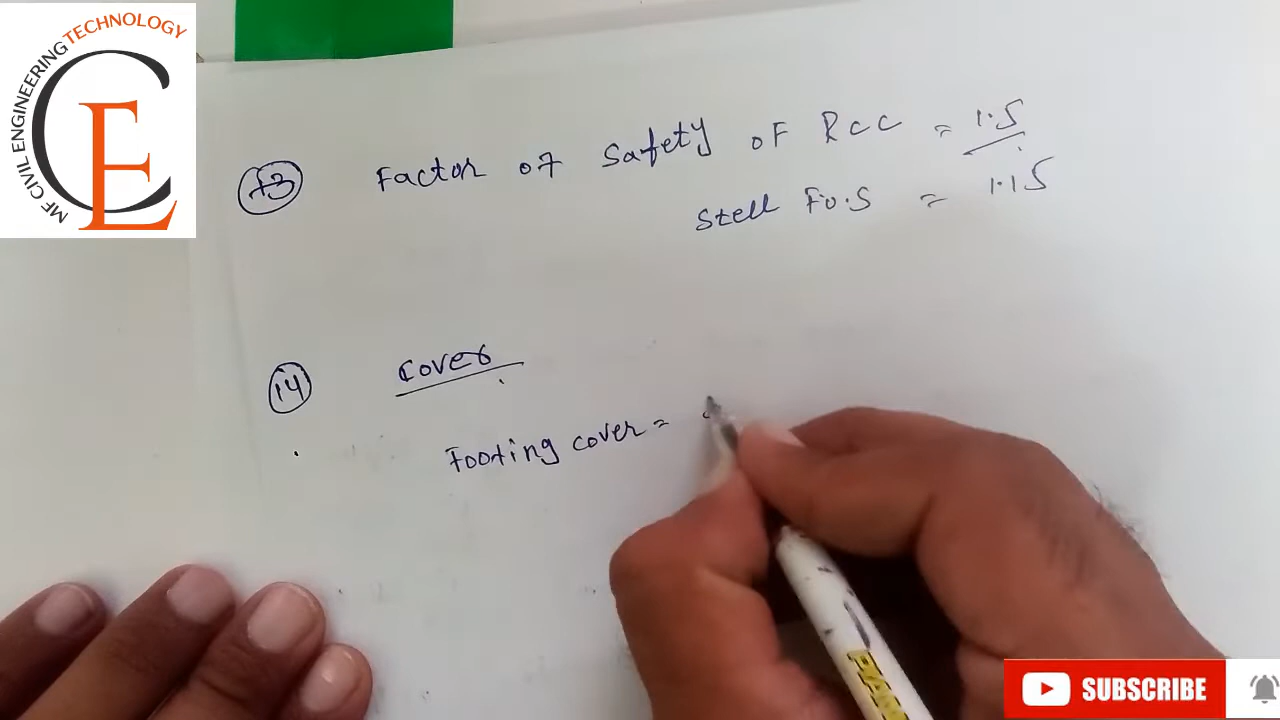 MF CIVIL ENGINEERING TECHNOLOGY
CE
13 Factor of Safety of RCC = 1.5
Stell F.O.S = 1.15
14 Cover
Footing cover =
SUBSCRIBE